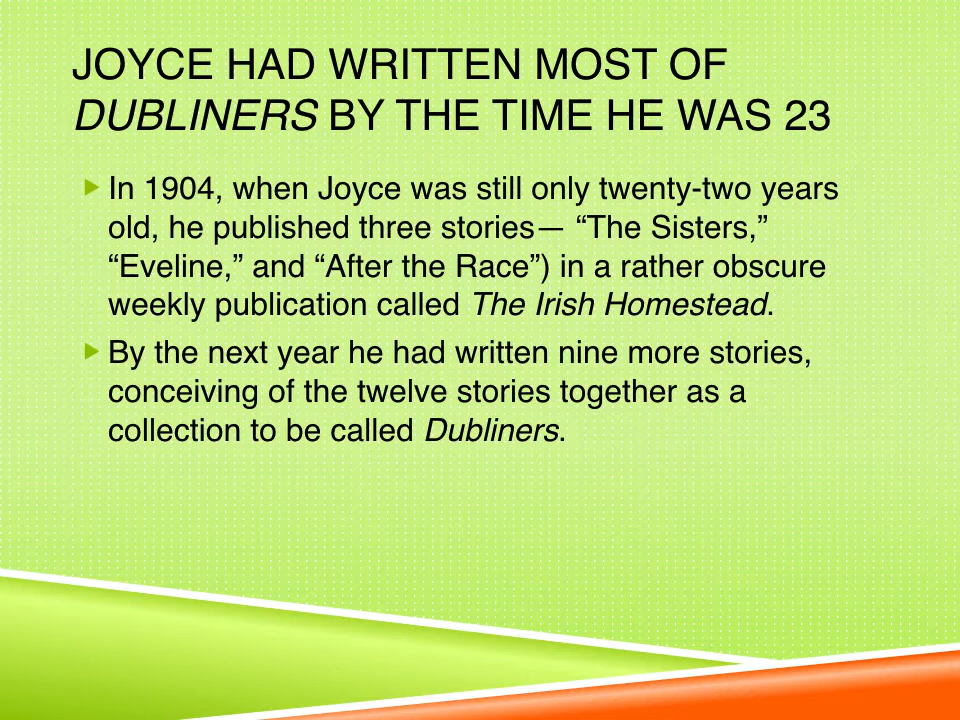 JOYCE HAD WRITTEN MOST OF
DUBLINERS BY THE TIME HE WAS 23
In 1904, when Joyce was still only twenty-two years
old, he published three stories— “The Sisters,”
“Eveline,” and “After the Race”) in a rather obscure
weekly publication called The Irish Homestead.
By the next year he had written nine more stories,
conceiving of the twelve stories together as a
collection to be called Dubliners.